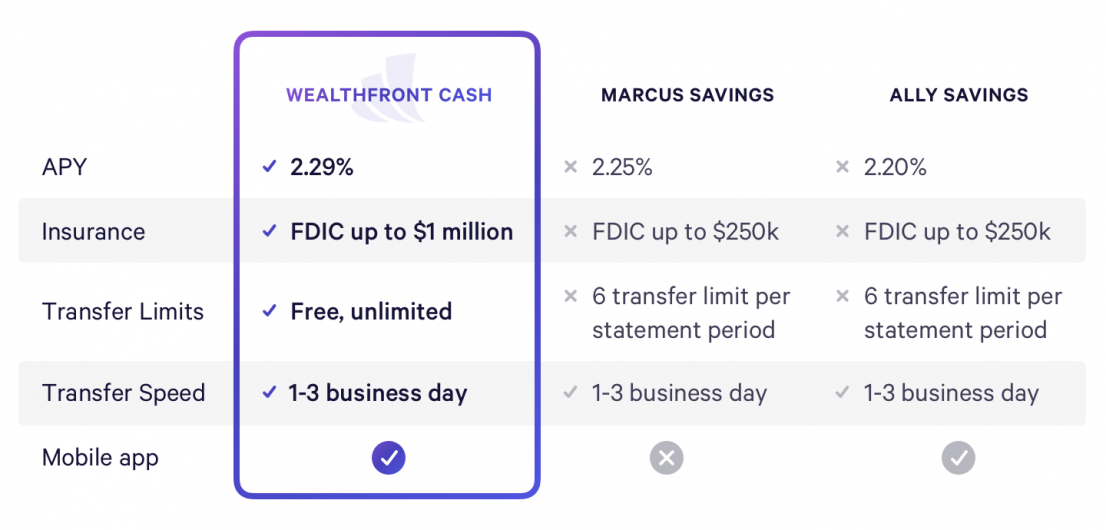 WEALTHFRONT CASH MARCUS SAVINGS ALLY SAVINGS
APY 2.29% 2.25% 2.20%
Insurance FDIC up to $1 million FDIC up to $250k FDIC up to $250k
Transfer Limits Free, unlimited 6 transfer limit per 6 transfer limit per
statement period statement period
Transfer Speed 1-3 business day 1-3 business day 1-3 business day
Mobile app